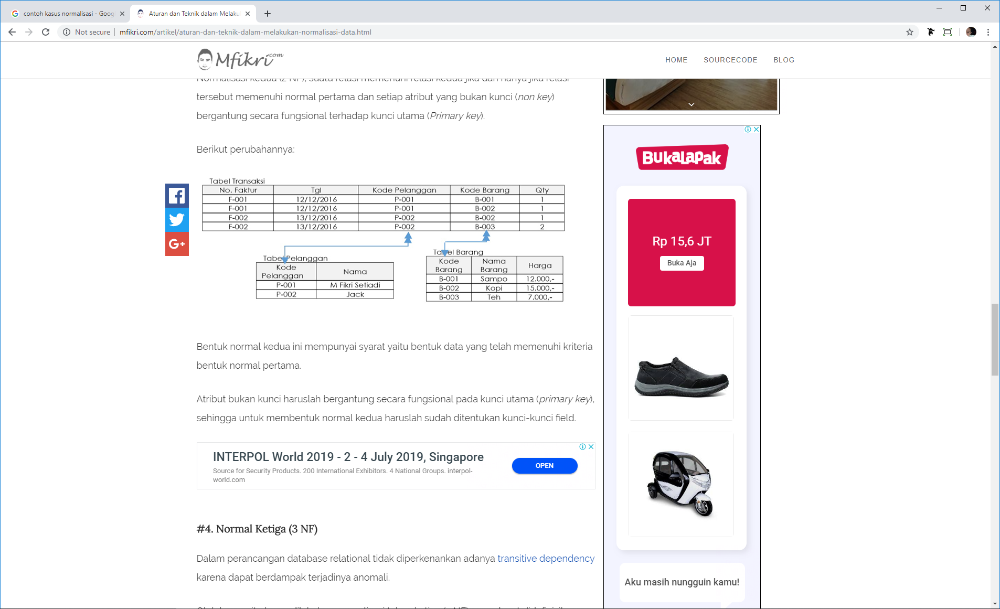 contoh kasus normalisasi - Goog
Aturan dan Teknik dalam Melaku
Not secure
mfikri.com/artikel/aturan-dan-teknik-dalam-melakukan-normalisasi-data.html
Mfikri.com
HOME SOURCECODE BLOG
Normalisasi kedua (2 NF), suatu relasi memenuhi relasi kedua jika dan hanya jika relasi
tersebut memenuhi normal pertama dan setiap atribut yang bukan kunci (non key)
bergantung secara fungsional terhadap kunci utama (Primary key).
Berikut perubahannya:
Tabel Transaksi
No. Faktur Tgl Kode Pelanggan Kode Barang Qty
F-001 12/12/2016 P-001 B-001 1
F-001 12/12/2016 P-001 B-002 1
F-002 13/12/2016 P-002 B-002 1
F-002 13/12/2016 P-002 B-003 2
Tabel Pelanggan
Kode Pelanggan Nama
P-001 M Fikri Setiadi
P-002 Jack
Tabel Barang
Kode Barang Nama Barang Harga
B-001 Sampo 12.000,-
B-002 Kopi 15.000,-
B-003 Teh 7.000,-
Bentuk normal kedua ini mempunyai syarat yaitu bentuk data yang telah memenuhi kriteria
bentuk normal pertama.
Atribut bukan kunci haruslah bergantung secara fungsional pada kunci utama (primary key),
sehingga untuk membentuk normal kedua haruslah sudah ditentukan kunci-kunci field.
INTERPOL World 2019 - 2 - 4 July 2019, Singapore
Source for Security Products. 200 International Exhibitors. 4 National Groups. interpol-
world.com
OPEN
#4. Normal Ketiga (3 NF)
Dalam perancangan database relational tidak diperkenankan adanya transitive dependency
karena dapat berdampak terjadinya anomali.
BukaLapak
Rp 15,6 JT
Buka Aja
Aku masih nungguin kamu!